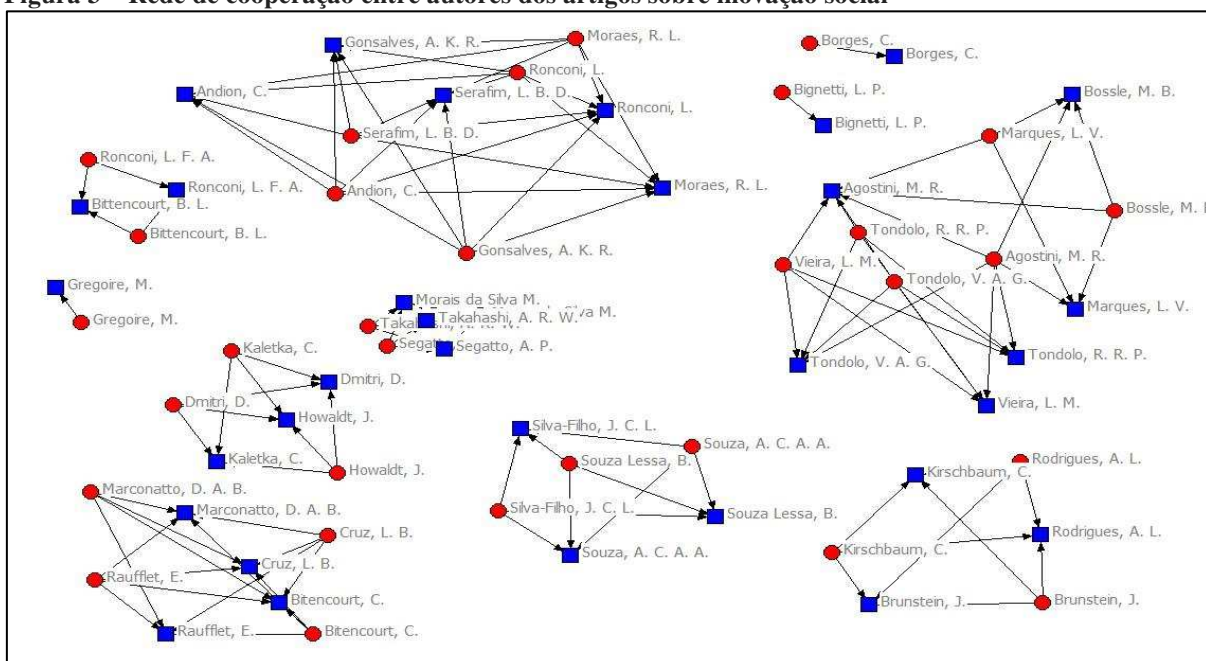 Figura 3 – Rede de cooperação entre autores dos artigos sobre inovação social
Gonsalves, A. K. R.
Moraes, R. L.
Ronconi, L.
Andion, C.
Serafim, L. B. D.
Ronconi, L.
Serafim, L. B. D.
Andion, C.
Moraes, R. L.
Gonsalves, A. K. R.
Ronconi, L. F. A.
Ronconi, L. F. A.
Bittencourt, B. L.
Bittencourt, B. L.
Gregoire, M.
Gregoire, M.
Borges, C.
Borges, C.
Bignetti, L. P.
Bignetti, L. P.
Bossle, M. B.
Marques, L. V.
Agostini, M. R.
Bossle, M.
Tondolo, R. R. P.
Vieira, L. M.
Agostini, M. R.
Tondolo, V. A. G.
Marques, L. V.
Tondolo, V. A. G.
Tondolo, R. R. P.
Vieira, L. M.
Morais da Silva M.
Takahashi, A. R. W.
Segatto, A. P.
Kaletka, C.
Dmitri, D.
Dmitri, D.
Howaldt, J.
Kaletka, C.
Howaldt, J.
Marconatto, D. A. B.
Marconatto, D. A. B.
Cruz, L. B.
Cruz, L. B.
Raufflet, E.
Bitencourt, C.
Raufflet, E.
Bitencourt, C.
Silva-Filho, J. C. L.
Souza, A. C. A. A.
Souza Lessa, B.
Silva-Filho, J. C. L.
Souza Lessa, B.
Souza, A. C. A. A.
Rodrigues, A. L.
Kirschbaum, C.
Rodrigues, A. L.
Kirschbaum, C.
Brunstein, J.
Brunstein, J.